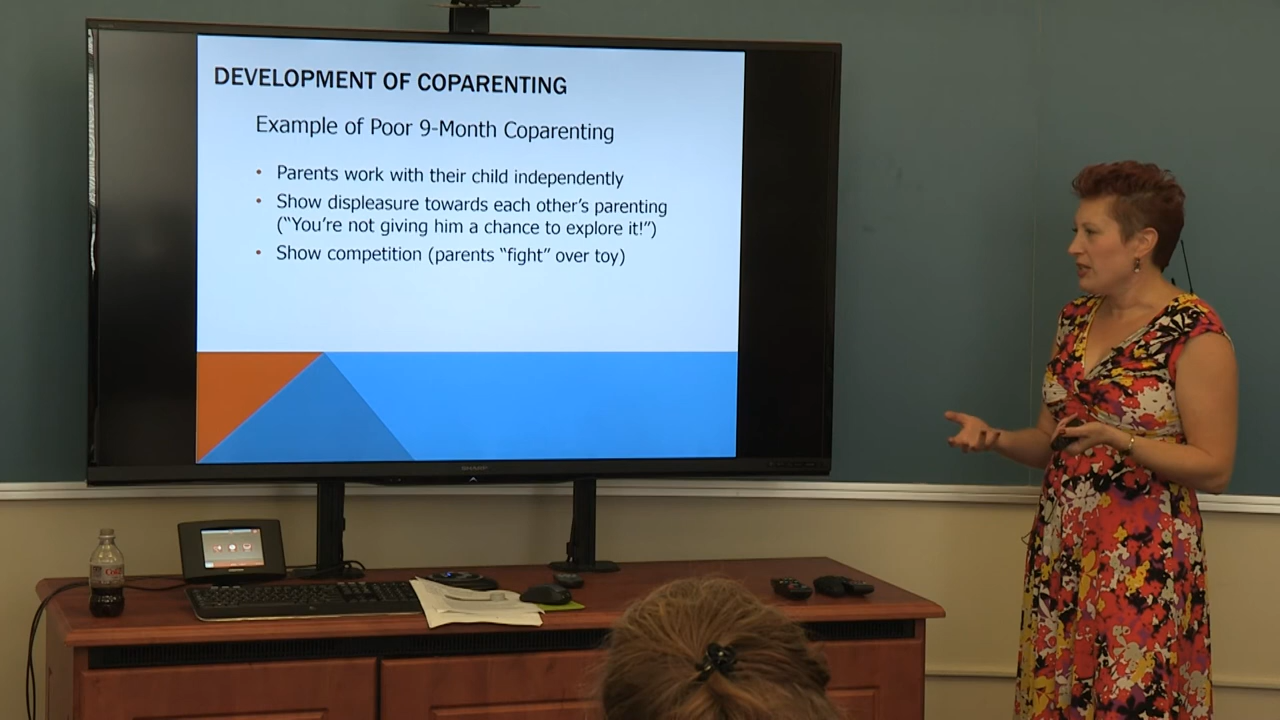 DEVELOPMENT OF COPARENTING
Example of Poor 9-Month Coparenting
• Parents work with their child independently
• Show displeasure towards each other's parenting
("You're not giving him a chance to explore it!")
• Show competition (parents "fight" over toy)
SHARP